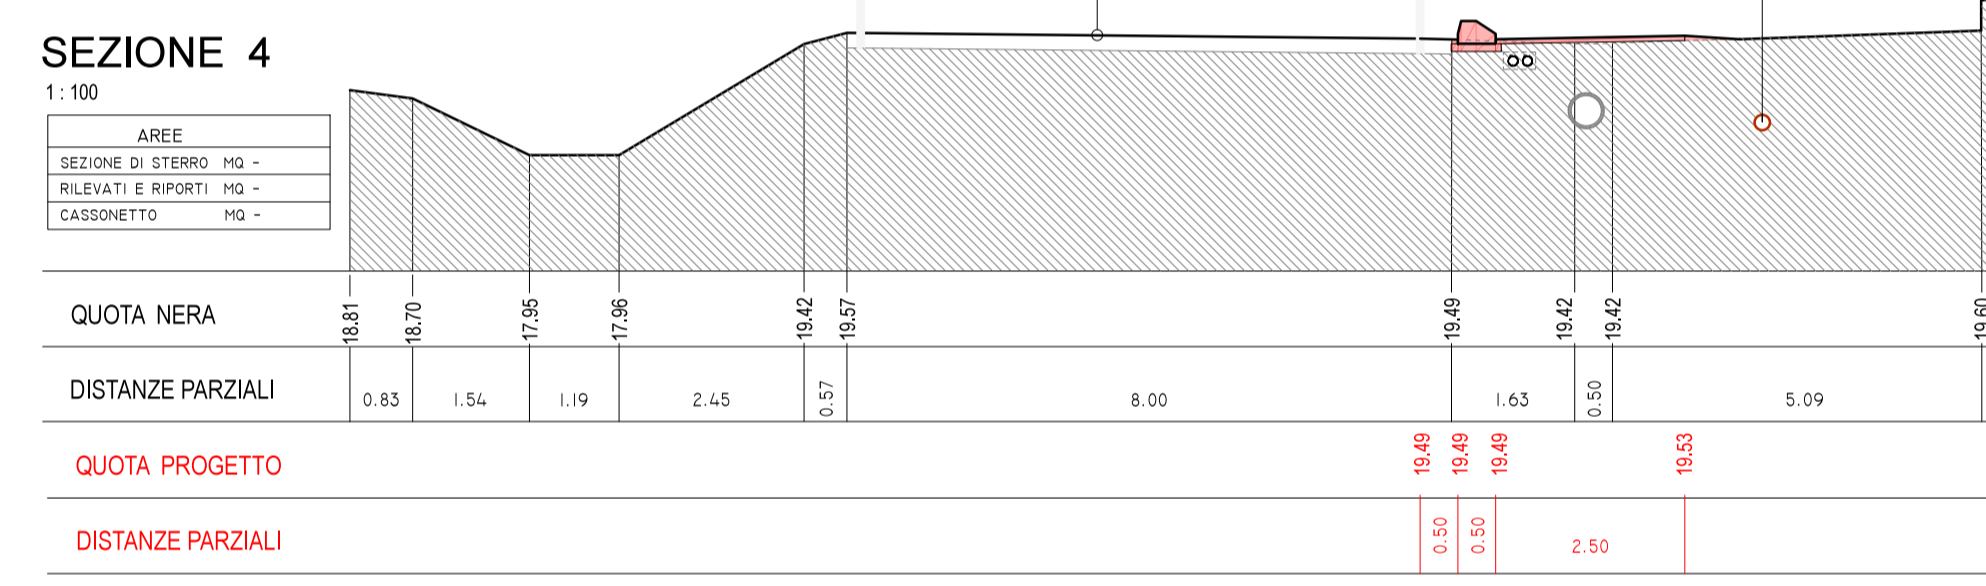 SEZIONE 4
1 : 100
AREE
SEZIONE DI STERRO MQ -
RILEVATI E RIPORTI MQ -
CASSONETTO MQ -
QUOTA NERA 18.81 18.70 17.95 17.96 19.42 19.57 19.49 19.42 19.42 19.60
DISTANZE PARZIALI 0.83 1.54 1.19 2.45 0.57 8.00 1.63 0.50 5.09
QUOTA PROGETTO 19.49 19.49 19.49 19.53
DISTANZE PARZIALI 0.50 0.50 2.50